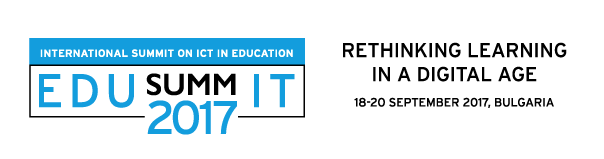 INTERNATIONAL SUMMIT ON ICT IN EDUCATION
EDU SUMM IT
2017
RETHINKING LEARNING
IN A DIGITAL AGE
18-20 SEPTEMBER 2017, BULGARIA